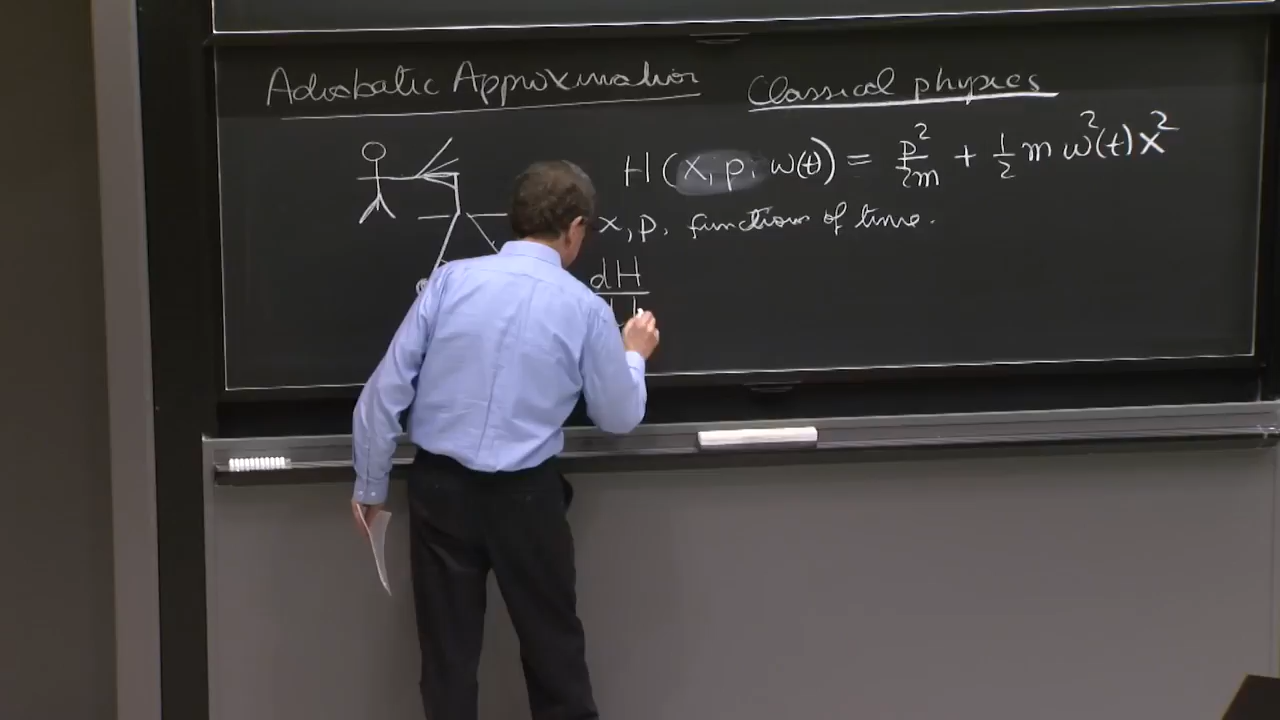 Adiabatic Approximation
Classical physics
H(x, p, ω(t)) = p²/2m + 1/2 m ω²(t) x²
x, p, functions of time.
dH